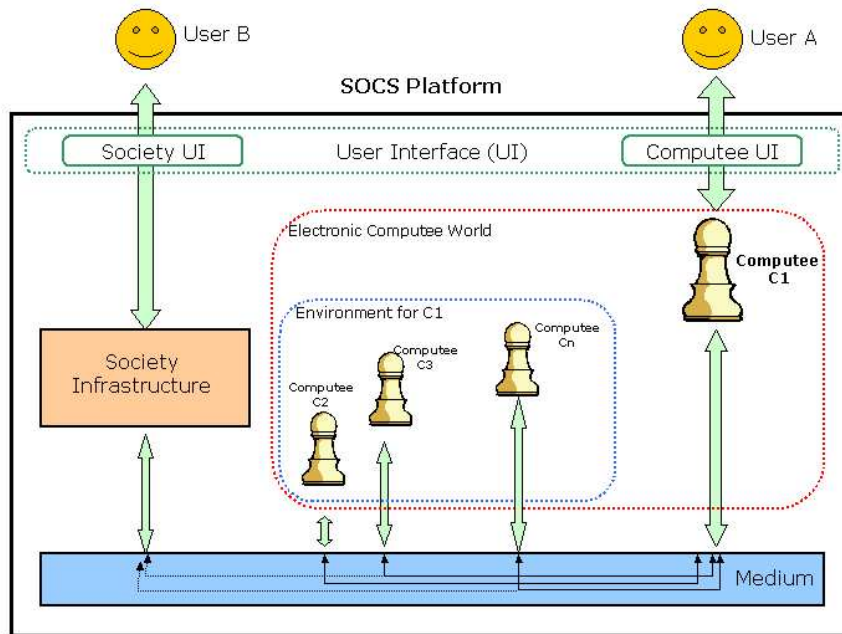 User B
User A
SOCS Platform
Society UI
User Interface (UI)
Computee UI
Electronic Computee World
Computee
C1
Environment for C1
Computee
Cn
Computee
C3
Computee
C2
Society
Infrastructure
Medium